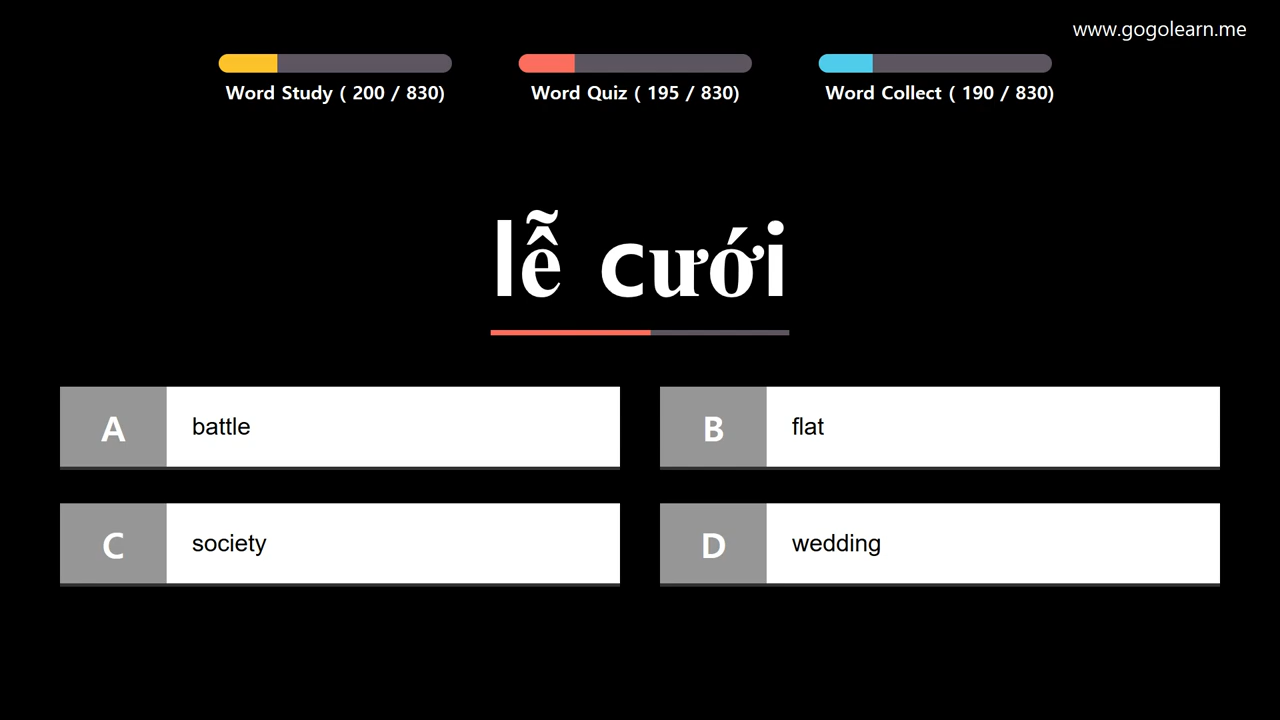 www.gogolearn.me
Word Study ( 200 / 830)
Word Quiz ( 195 / 830)
Word Collect ( 190 / 830)
lễ cưới
A battle
B flat
C society
D wedding